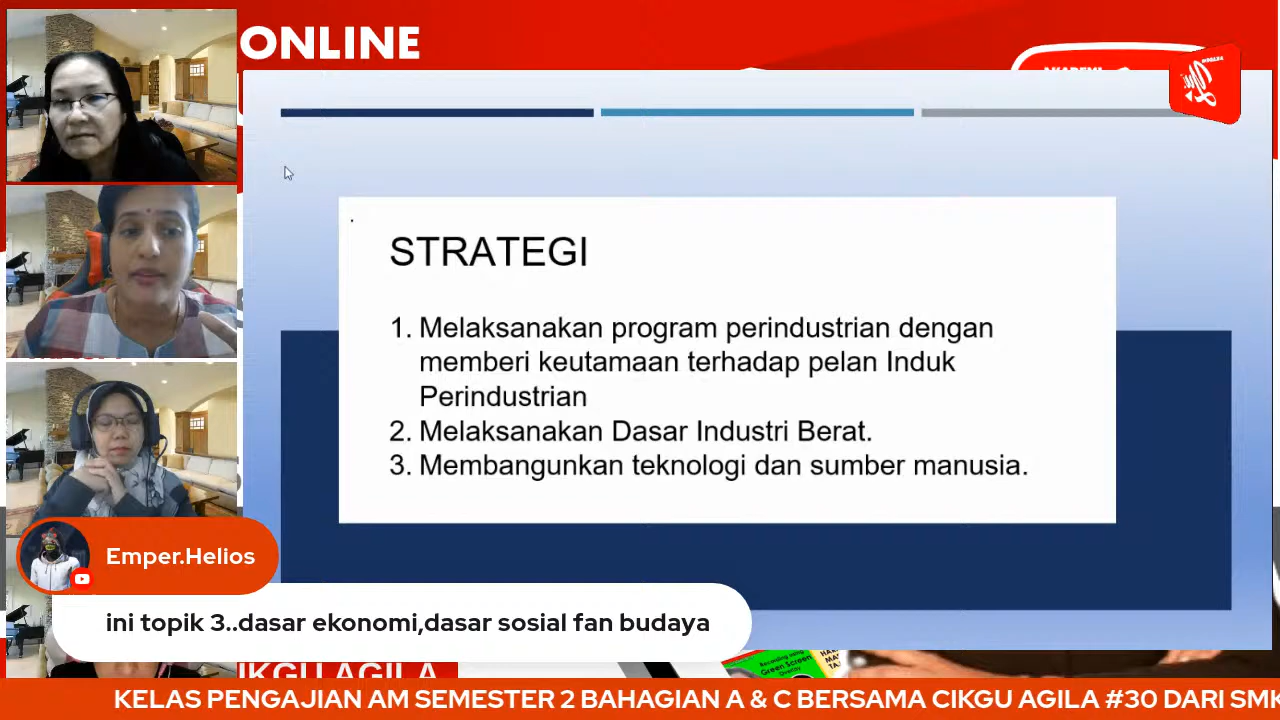 ONLINE
STRATEGI
1. Melaksanakan program perindustrian dengan
memberi keutamaan terhadap pelan Induk
Perindustrian
2. Melaksanakan Dasar Industri Berat.
3. Membangunkan teknologi dan sumber manusia.
Emper.Helios
ini topik 3..dasar ekonomi,dasar sosial fan budaya
Green Screen
KELAS PENGAJIAN AM SEMESTER 2 BAHAGIAN A & C BERSAMA CIKGU AGILA #30 DARI SMK